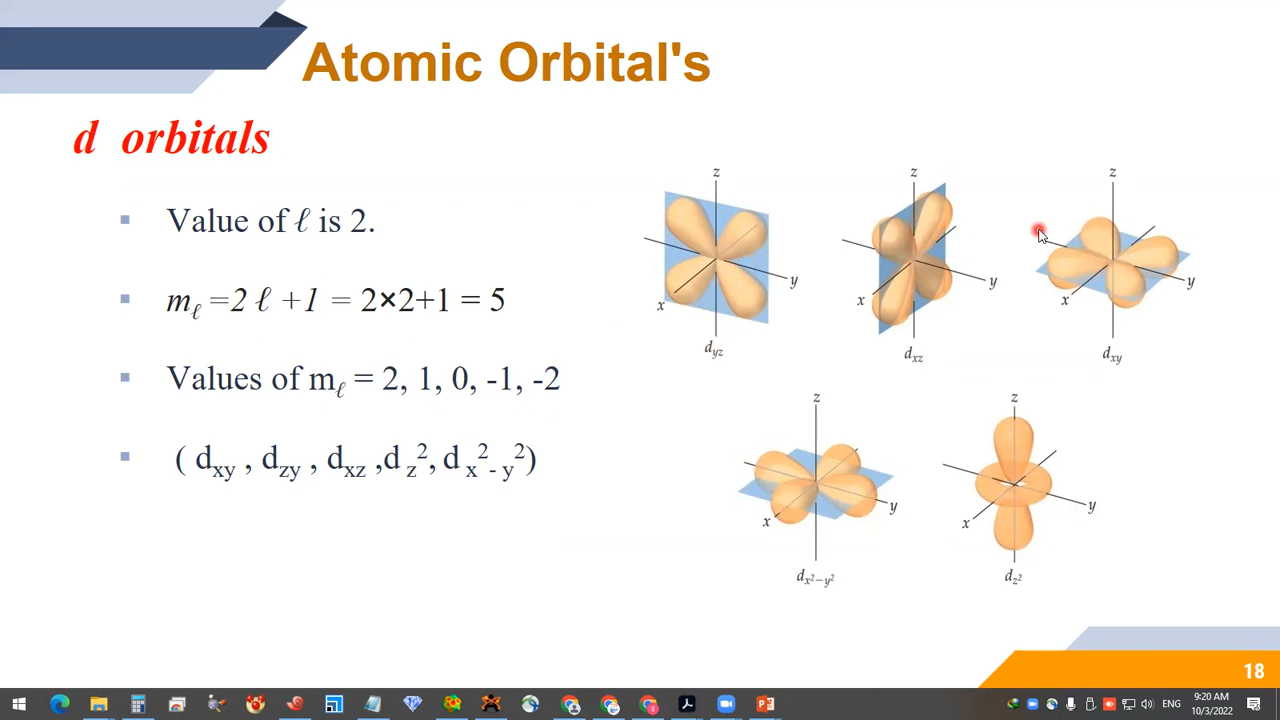 Atomic Orbital's
d orbitals
▪ Value of ℓ is 2.
▪ mℓ =2 ℓ +1 = 2×2+1 = 5
▪ Values of mℓ = 2, 1, 0, -1, -2
▪ ( dxy , dzy , dxz ,d z², d x²- y²)
z
y
x
dyz
z
y
x
dxz
z
y
x
dxy
z
y
x
dx²−y²
z
y
x
dz²
18
ENG
9:20 AM
10/3/2022